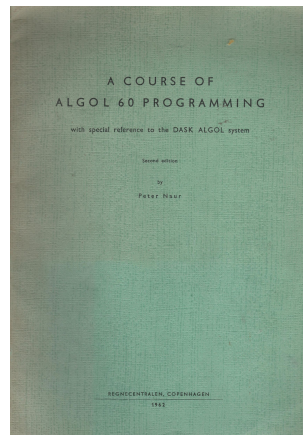 A COURSE OF
ALGOL 60 PROGRAMMING
with special reference to the DASK ALGOL system
Second edition
by
Peter Naur
REGNECENTRALEN, COPENHAGEN
1962